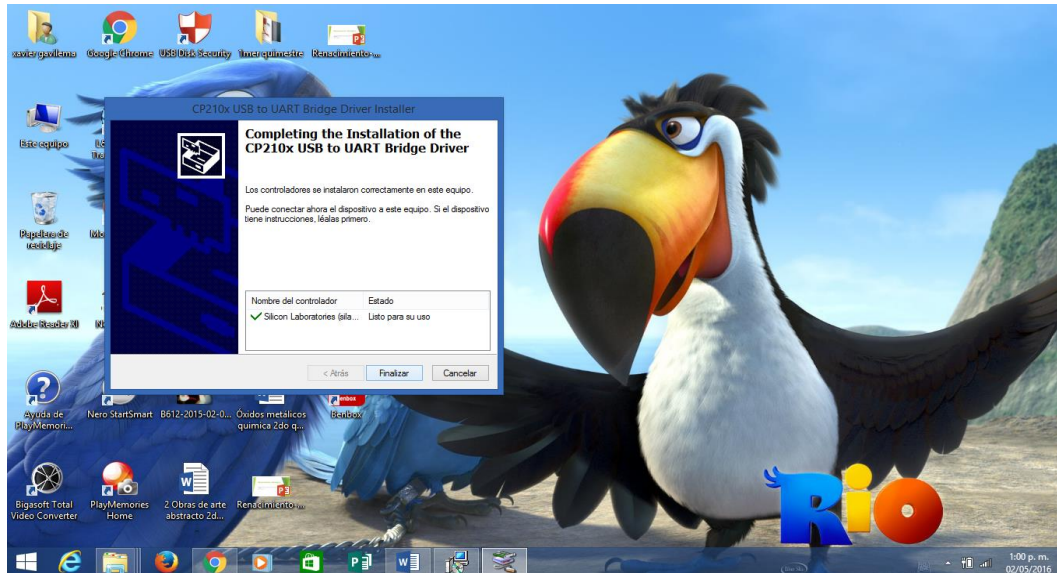 xavier gavilema
Google Chrome
USB Disk Security
1mer quimestre
Renacimiento-...
CP210x USB to UART Bridge Driver Installer
Completing the Installation of the
CP210x USB to UART Bridge Driver
Los controladores se instalaron correctamente en este equipo.
Puede conectar ahora el dispositivo a este equipo. Si el dispositivo
tiene instrucciones, léalas primero.
Nombre del controlador
Estado
Silicon Laboratories (sila...
Listo para su uso
< Atrás
Finalizar
Cancelar
Este equipo
Papelera de
reciclaje
Adobe Reader XI
Ayuda de
PlayMemori...
Nero StartSmart
B612-2015-02-0...
Óxidos metálicos
quimica 2do q...
Benbox
Bigasoft Total
Video Converter
PlayMemories
Home
2 Obras de arte
abstracto 2d...
Renacimiento-...
Rio
1:00 p. m.
02/05/2016